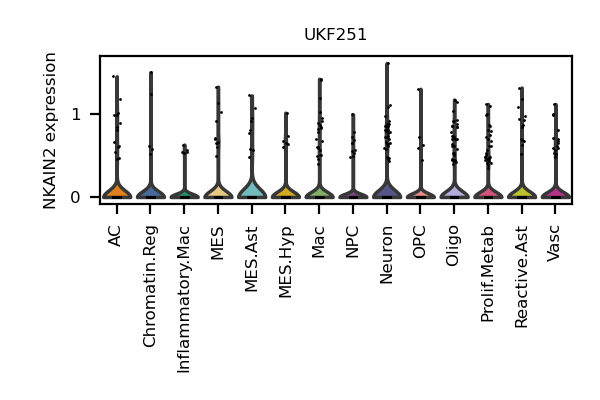 UKF251
NKAIN2 expression
1
0
AC
Chromatin.Reg
Inflammatory.Mac
MES
MES.Ast
MES.Hyp
Mac
NPC
Neuron
OPC
Oligo
Prolif.Metab
Reactive.Ast
Vasc